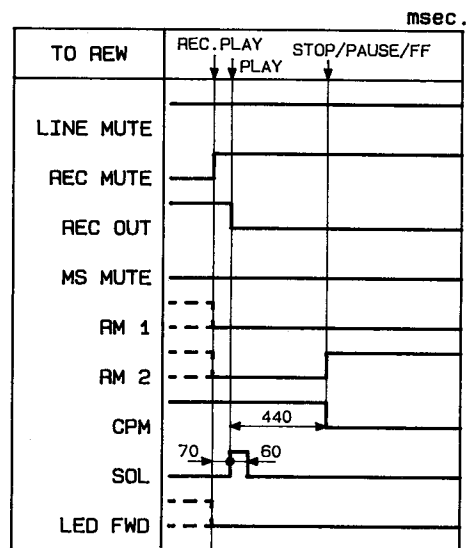 msec.
TO REW
REC.PLAY
PLAY
STOP/PAUSE/FF
LINE MUTE
REC MUTE
REC OUT
MS MUTE
RM 1
RM 2
CPM
440
70
60
SOL
LED FWD